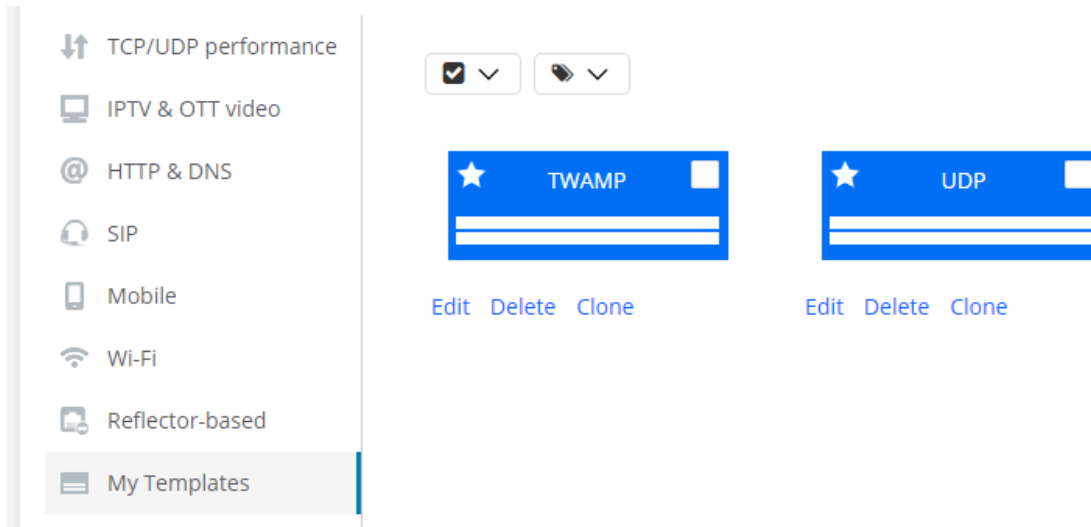 TCP/UDP performance
IPTV & OTT video
HTTP & DNS
SIP
Mobile
Wi-Fi
Reflector-based
My Templates
TWAMP
Edit Delete Clone
UDP
Edit Delete Clone